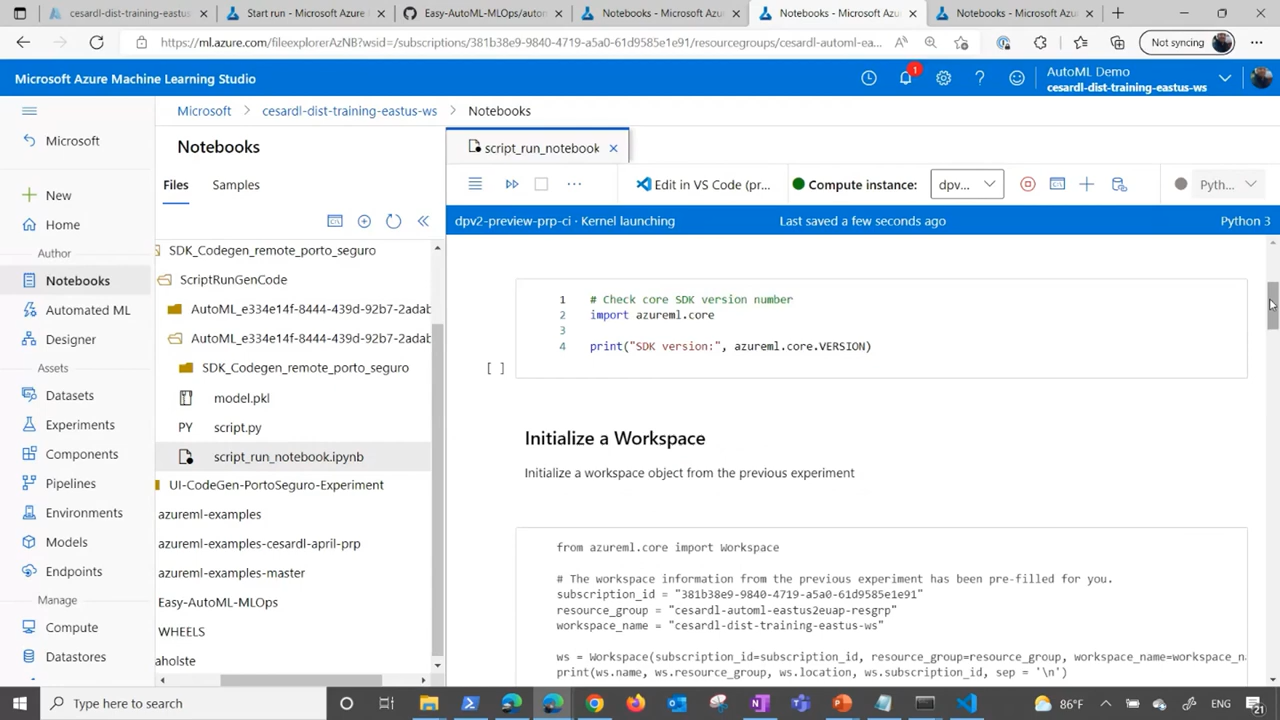 cesardl-dist-training-eastus-ws
Start run - Microsoft Azure
Easy-AutoML-MLOps/autom
Notebooks - Microsoft Azu
Notebooks - Microsoft Azu
Notebooks - Microsoft Azu
https://ml.azure.com/fileexplorerAzNB?wsid=/subscriptions/381b38e9-9840-4719-a5a0-61d9585e1e91/resourcegroups/cesardl-automl-ea...
Not syncing
Microsoft Azure Machine Learning Studio
1
AutoML Demo
cesardl-dist-training-eastus-ws
Microsoft > cesardl-dist-training-eastus-ws > Notebooks
Microsoft
New
Home
Author
Notebooks
Automated ML
Designer
Assets
Datasets
Experiments
Components
Pipelines
Environments
Models
Endpoints
Manage
Compute
Datastores
Notebooks
Files
Samples
SDK_Codegen_remote_porto_seguro
ScriptRunGenCode
AutoML_e334e14f-8444-439d-92b7-2adab
AutoML_e334e14f-8444-439d-92b7-2adab
SDK_Codegen_remote_porto_seguro
model.pkl
PY script.py
script_run_notebook.ipynb
UI-CodeGen-PortoSeguro-Experiment
azureml-examples
azureml-examples-cesardl-april-prp
azureml-examples-master
Easy-AutoML-MLOps
WHEELS
aholste
script_run_notebook
Edit in VS Code (pr...
Compute instance:
dpv...
Pyth...
dpv2-preview-prp-ci · Kernel launching
Last saved a few seconds ago
Python 3
1 # Check core SDK version number
2 import azureml.core
3
4 print("SDK version:", azureml.core.VERSION)
[ ]
Initialize a Workspace
Initialize a workspace object from the previous experiment
from azureml.core import Workspace
# The workspace information from the previous experiment has been pre-filled for you.
subscription_id = "381b38e9-9840-4719-a5a0-61d9585e1e91"
resource_group = "cesardl-automl-eastus2euap-resgrp"
workspace_name = "cesardl-dist-training-eastus-ws"
ws = Workspace(subscription_id=subscription_id, resource_group=resource_group, workspace_name=workspace_na
print(ws.name, ws.resource_group, ws.location, ws.subscription_id, sep = '\n')
Type here to search
86°F
ENG
21